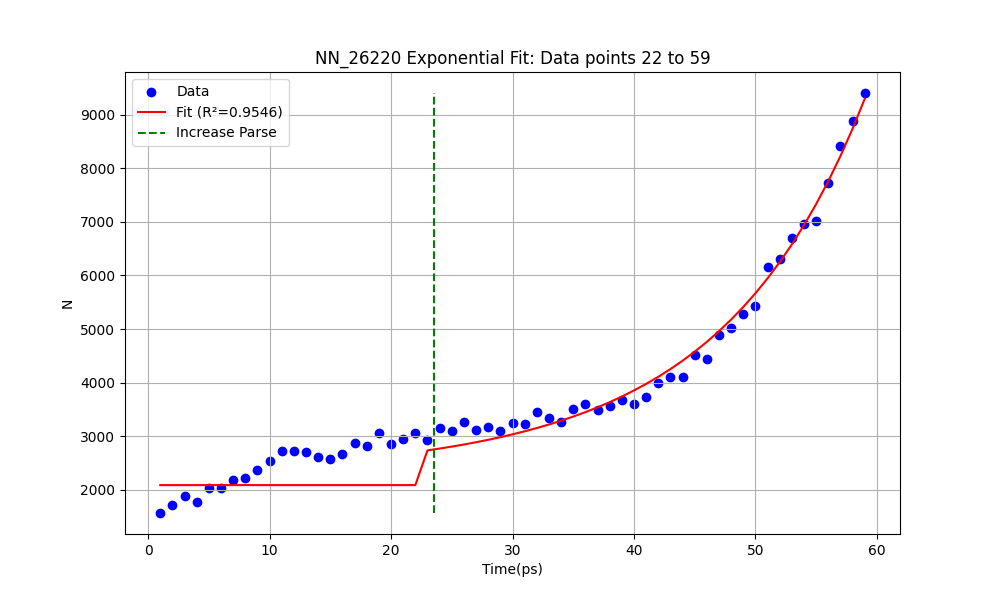 NN_26220 Exponential Fit: Data points 22 to 59
Data
Fit (R²=0.9546)
Increase Parse
9000
8000
7000
6000
5000
4000
3000
2000
N
0 10 20 30 40 50 60
Time(ps)